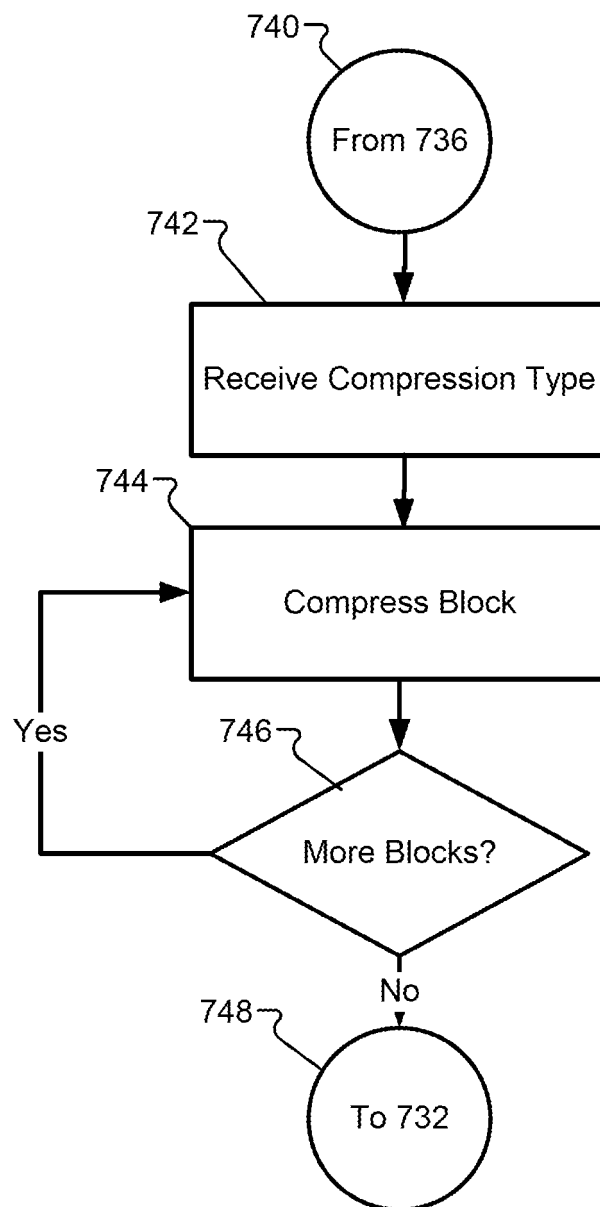 740
From 736
742
Receive Compression Type
744
Compress Block
Yes
746
More Blocks?
No
748
To 732